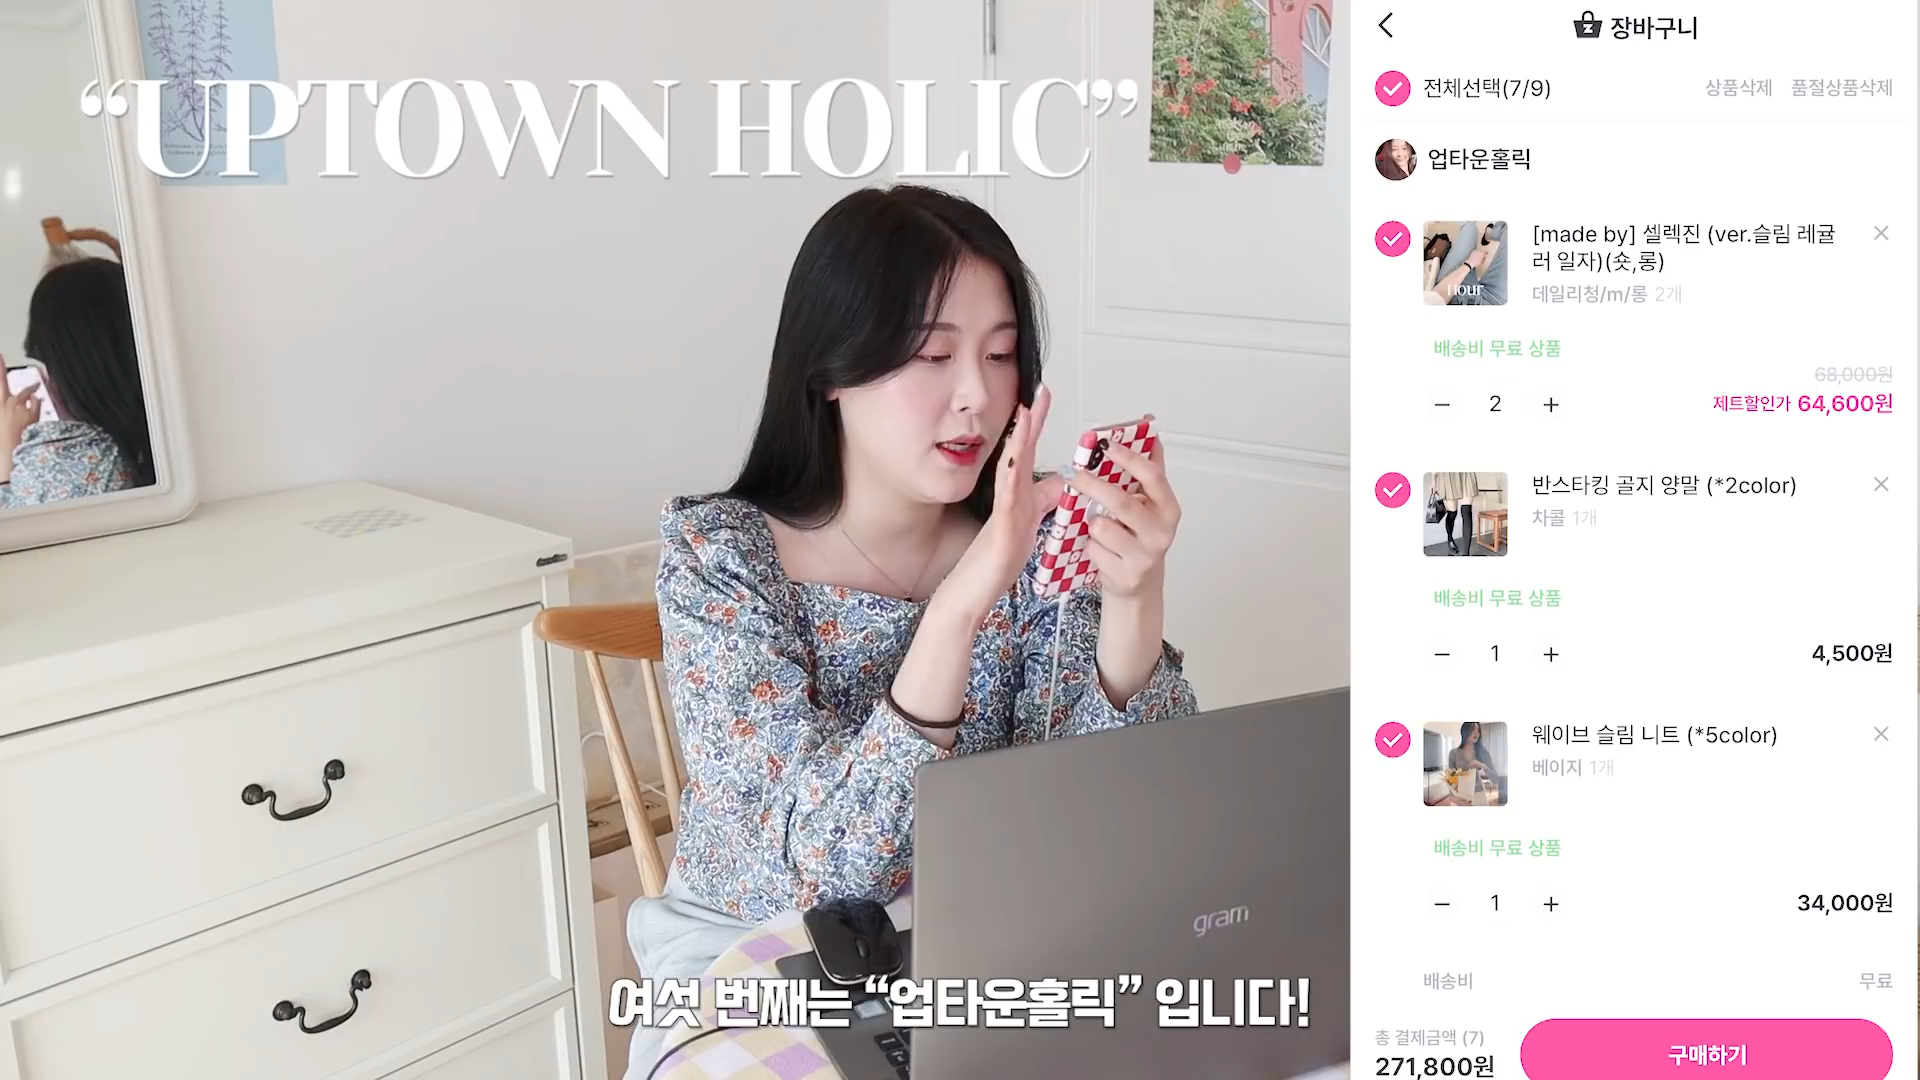 “UPTOWN HOLIC”
gram
여섯 번째는 “업타운홀릭” 입니다!
장바구니
전체선택(7/9)
상품삭제 품절상품삭제
업타운홀릭
[made by] 셀렉진 (ver.슬림 레귤
러 일자)(숏,롱)
데일리청/m/롱 2개
Hour
배송비 무료 상품
68,000원
2
제트할인가 64,600원
반스타킹 골지 양말 (*2color)
차콜 1개
배송비 무료 상품
1
4,500원
웨이브 슬림 니트 (*5color)
베이지 1개
배송비 무료 상품
1
34,000원
배송비
무료
총 결제금액 (7)
271,800원
구매하기